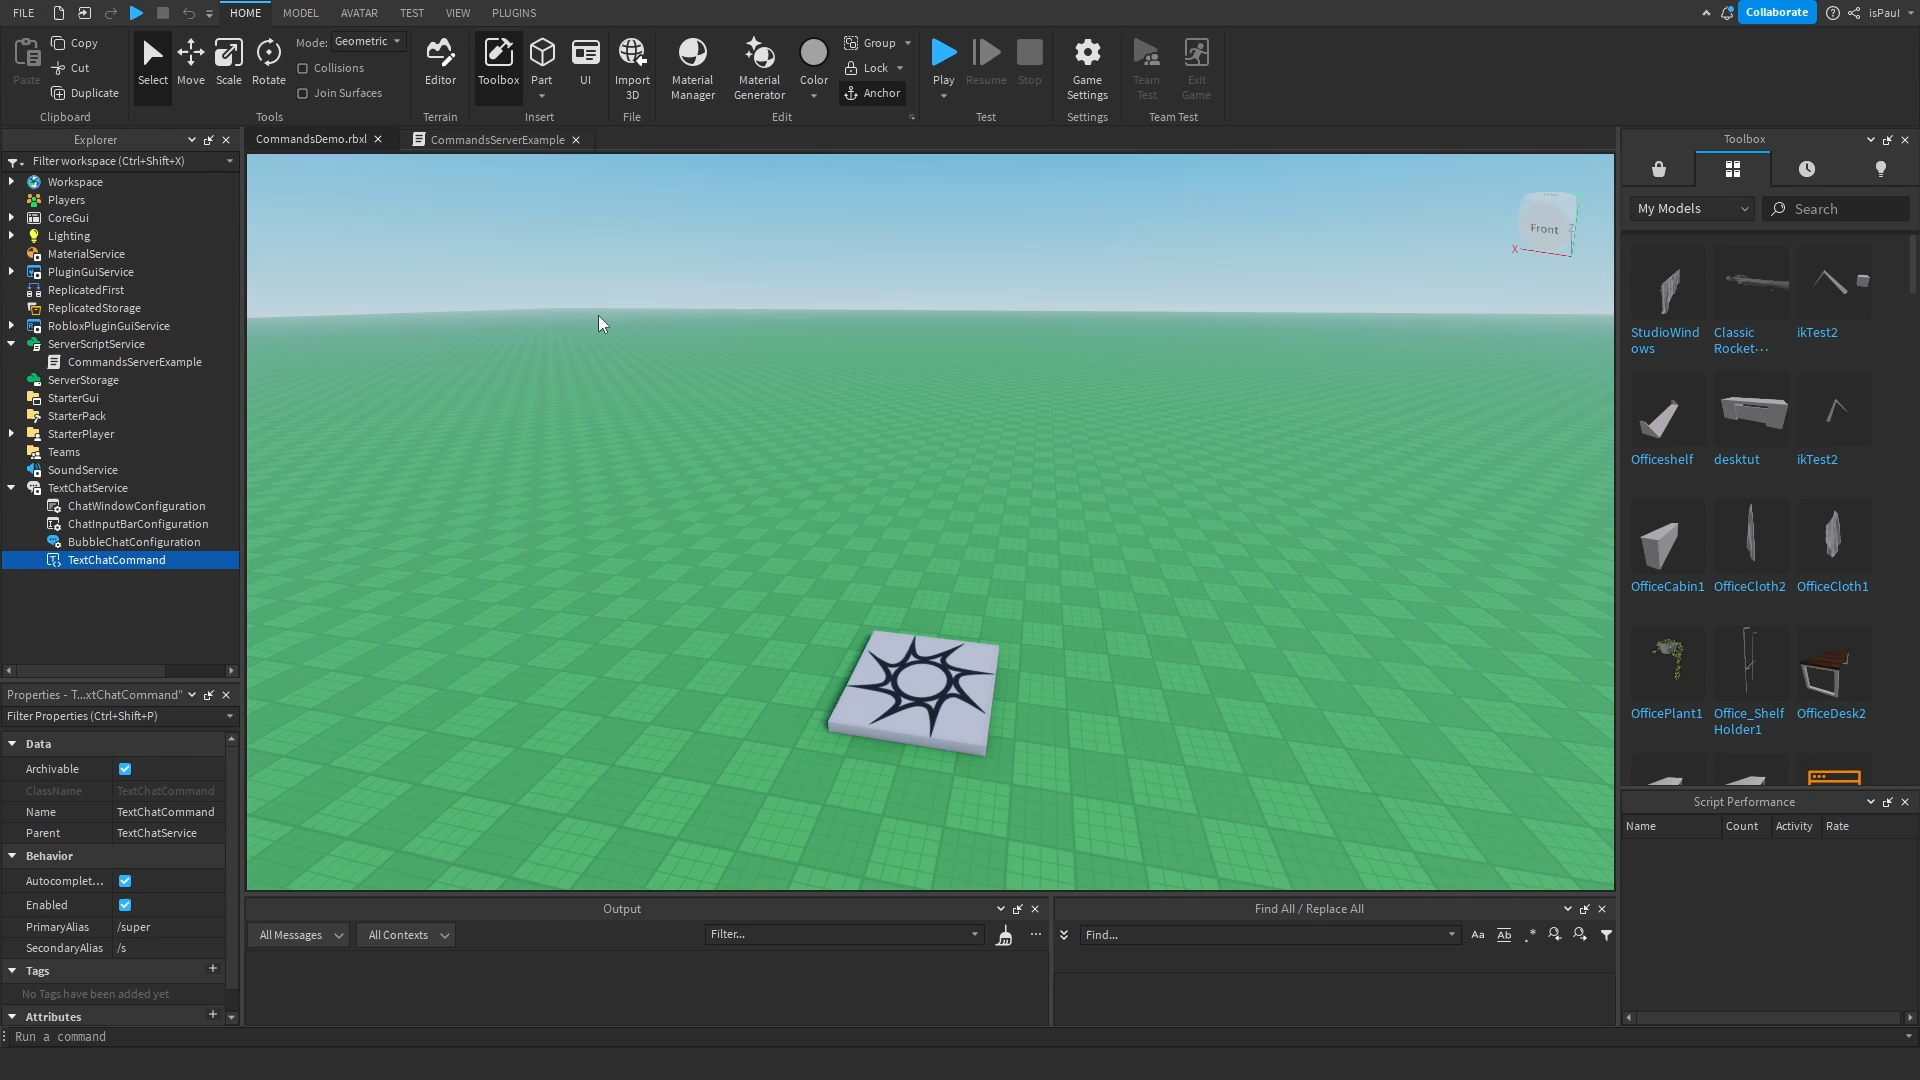 FILE
HOME
MODEL
AVATAR
TEST
VIEW
PLUGINS
Collaborate
isPaul
Paste
Copy
Cut
Duplicate
Clipboard
Select
Move
Scale
Rotate
Mode: Geometric
Collisions
Join Surfaces
Tools
Editor
Terrain
Toolbox
Part
UI
Insert
Import
3D
File
Material
Manager
Material
Generator
Color
Group
Lock
Anchor
Edit
Play
Resume
Stop
Test
Game
Settings
Settings
Team
Test
Exit
Game
Team Test
Explorer
Filter workspace (Ctrl+Shift+X)
Workspace
Players
CoreGui
Lighting
MaterialService
PluginGuiService
ReplicatedFirst
ReplicatedStorage
RobloxPluginGuiService
ServerScriptService
CommandsServerExample
ServerStorage
StarterGui
StarterPack
StarterPlayer
Teams
SoundService
TextChatService
ChatWindowConfiguration
ChatInputBarConfiguration
BubbleChatConfiguration
TextChatCommand
Properties - T...xtChatCommand"
Filter Properties (Ctrl+Shift+P)
Data
Archivable
ClassName TextChatCommand
Name TextChatCommand
Parent TextChatService
Behavior
Autocomplet...
Enabled
PrimaryAlias /super
SecondaryAlias /s
Tags
No Tags have been added yet
Attributes
Run a command
CommandsDemo.rbxl
CommandsServerExample
Front
X
Z
Output
All Messages
All Contexts
Filter...
Find All / Replace All
Find...
Aa
Ab
.*
Toolbox
My Models
Search
StudioWind
ows
Classic
Rocket...
ikTest2
Officeshelf
desktut
ikTest2
OfficeCabin1
OfficeCloth2
OfficeCloth1
OfficePlant1
Office_Shelf
Holder1
OfficeDesk2
Script Performance
Name
Count
Activity
Rate